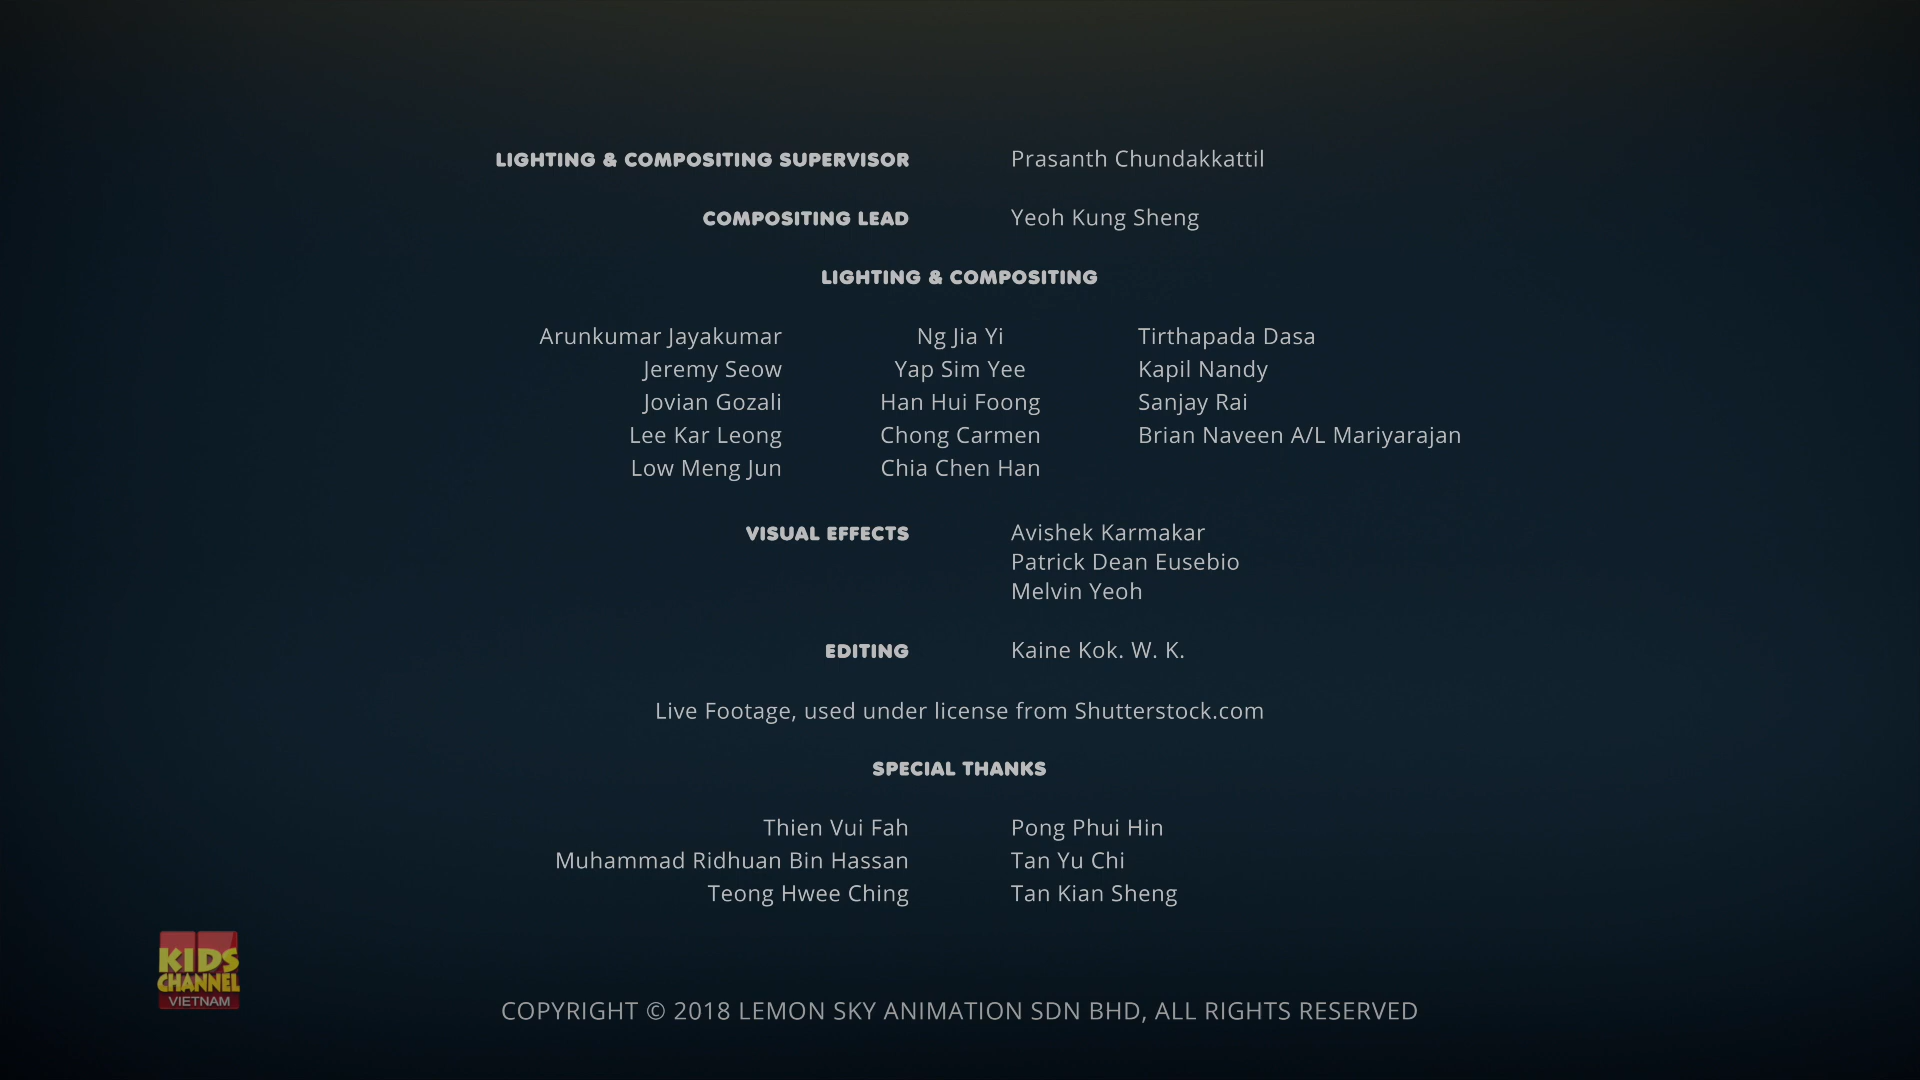 LIGHTING & COMPOSITING SUPERVISOR Prasanth Chundakkattil
COMPOSITING LEAD Yeoh Kung Sheng
LIGHTING & COMPOSITING
Arunkumar Jayakumar Ng Jia Yi Tirthapada Dasa
Jeremy Seow Yap Sim Yee Kapil Nandy
Jovian Gozali Han Hui Foong Sanjay Rai
Lee Kar Leong Chong Carmen Brian Naveen A/L Mariyarajan
Low Meng Jun Chia Chen Han
VISUAL EFFECTS Avishek Karmakar
Patrick Dean Eusebio
Melvin Yeoh
EDITING Kaine Kok. W. K.
Live Footage, used under license from Shutterstock.com
SPECIAL THANKS
Thien Vui Fah Pong Phui Hin
Muhammad Ridhuan Bin Hassan Tan Yu Chi
Teong Hwee Ching Tan Kian Sheng
KIDS
CHANNEL
VIETNAM
COPYRIGHT © 2018 LEMON SKY ANIMATION SDN BHD, ALL RIGHTS RESERVED